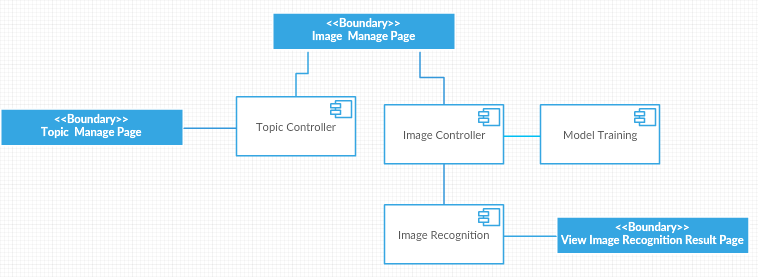 <<Boundary>>
Image Manage Page
<<Boundary>>
Topic Manage Page
Topic Controller
Image Controller
Model Training
Image Recognition
<<Boundary>>
View Image Recognition Result Page